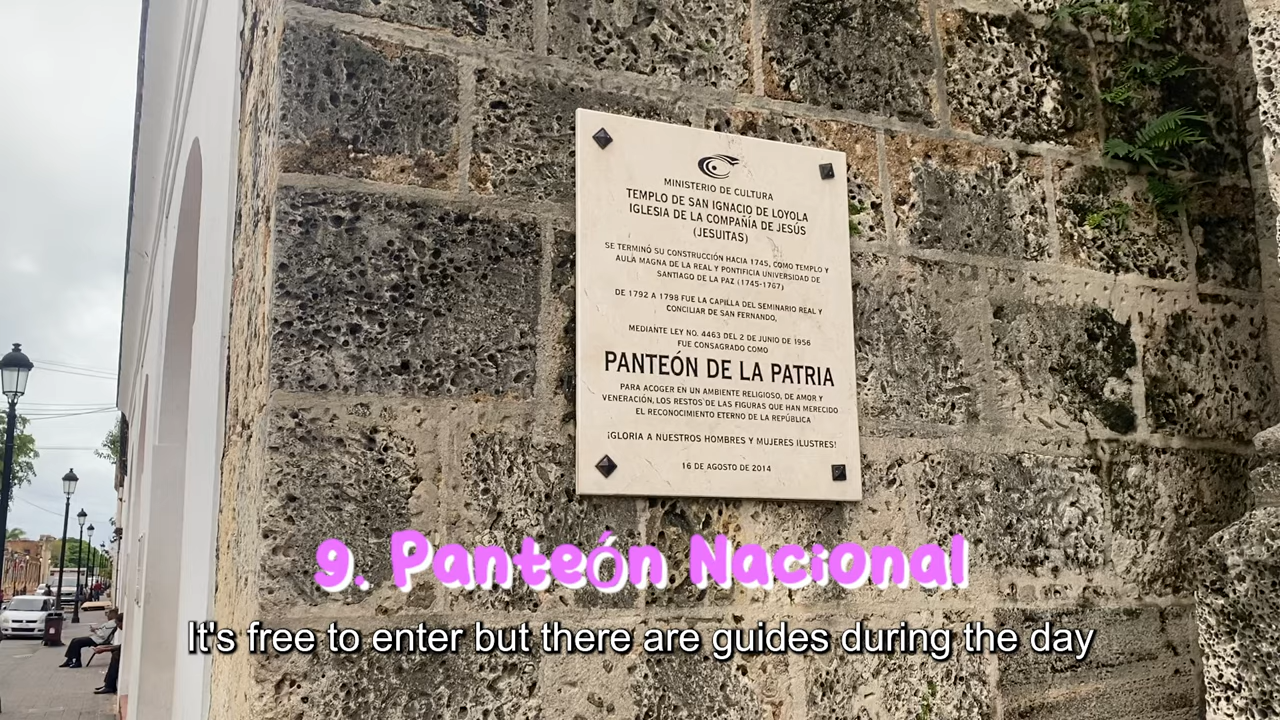 MINISTERIO DE CULTURA
TEMPLO DE SAN IGNACIO DE LOYOLA
IGLESIA DE LA COMPAÑÍA DE JESÚS
(JESUITAS)
SE TERMINÓ SU CONSTRUCCIÓN HACIA 1745, COMO TEMPLO Y
AULA MAGNA DE LA REAL Y PONTIFICIA UNIVERSIDAD DE
SANTIAGO DE LA PAZ (1745-1767)
DE 1792 A 1798 FUE LA CAPILLA DEL SEMINARIO REAL Y
CONCILIAR DE SAN FERNANDO,
MEDIANTE LEY NO. 4463 DEL 2 DE JUNIO DE 1956
FUE CONSAGRADO COMO
PANTEÓN DE LA PATRIA
PARA ACOGER EN UN AMBIENTE RELIGIOSO, DE AMOR Y
VENERACIÓN, LOS RESTOS DE LAS FIGURAS QUE HAN MERECIDO
EL RECONOCIMIENTO ETERNO DE LA REPÚBLICA
¡GLORIA A NUESTROS HOMBRES Y MUJERES ILUSTRES!
16 DE AGOSTO DE 2014
9. Panteón Nacional
It's free to enter but there are guides during the day